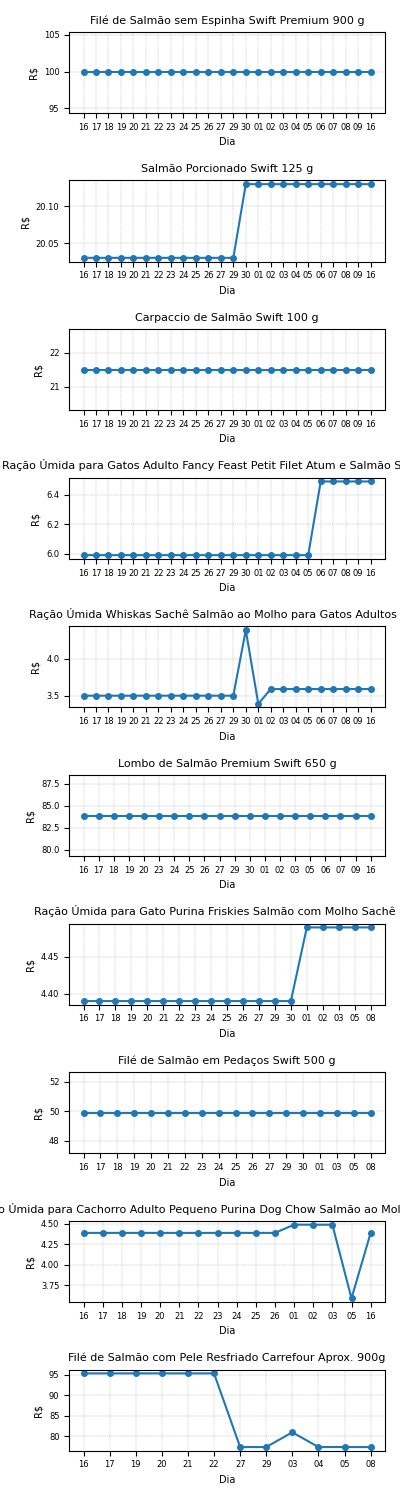 Filé de Salmão sem Espinha Swift Premium 900 g
105
100
95
R$
16 17 18 19 20 21 22 23 24 25 26 27 29 30 01 02 03 04 05 06 07 08 09 16
Dia
Salmão Porcionado Swift 125 g
20.10
20.05
R$
16 17 18 19 20 21 22 23 24 25 26 27 29 30 01 02 03 04 05 06 07 08 09 16
Dia
Carpaccio de Salmão Swift 100 g
22
21
R$
16 17 18 19 20 21 22 23 24 25 26 27 29 30 01 02 03 04 05 06 07 08 09 16
Dia
Ração Úmida para Gatos Adulto Fancy Feast Petit Filet Atum e Salmão S
6.4
6.2
6.0
R$
16 17 18 19 20 21 22 23 24 25 26 27 29 30 01 02 03 04 05 06 07 08 09 16
Dia
Ração Úmida Whiskas Sachê Salmão ao Molho para Gatos Adultos
4.0
3.5
R$
16 17 18 19 20 21 22 23 24 25 26 27 29 30 01 02 03 04 05 06 07 08 09 16
Dia
Lombo de Salmão Premium Swift 650 g
87.5
85.0
82.5
80.0
R$
16 17 18 19 20 23 24 25 26 27 29 30 01 02 03 05 06 07 09 16
Dia
Ração Úmida para Gato Purina Friskies Salmão com Molho Sachê
4.45
4.40
R$
16 17 18 19 20 21 22 23 24 25 26 27 29 30 01 02 03 05 08
Dia
Filé de Salmão em Pedaços Swift 500 g
52
50
48
R$
16 17 18 19 20 21 22 23 24 25 26 27 29 30 01 03 05 08
Dia
o Úmida para Cachorro Adulto Pequeno Purina Dog Chow Salmão ao Mol
4.50
4.25
4.00
3.75
R$
16 17 18 19 20 21 22 23 24 25 26 01 02 03 05 16
Dia
Filé de Salmão com Pele Resfriado Carrefour Aprox. 900g
95
90
85
80
R$
16 17 18 19 21 22 27 29 03 04 05 08
Dia